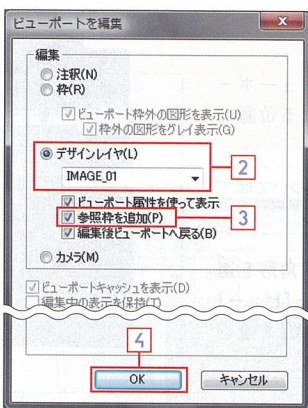 ビューポートを編集
編集
注釈(N)
枠(R)
ビューポート枠外の図形を表示(U)
枠外の図形をグレイ表示(G)
デザインレイヤ(L)
2
IMAGE_01
ビューポート属性を使って表示
参照枠を追加(P)
3
編集後ビューポートへ戻る(B)
カメラ(M)
ビューポートキャッシュを表示(D)
編集中の表示を保持(T)
4
OK
キャンセル